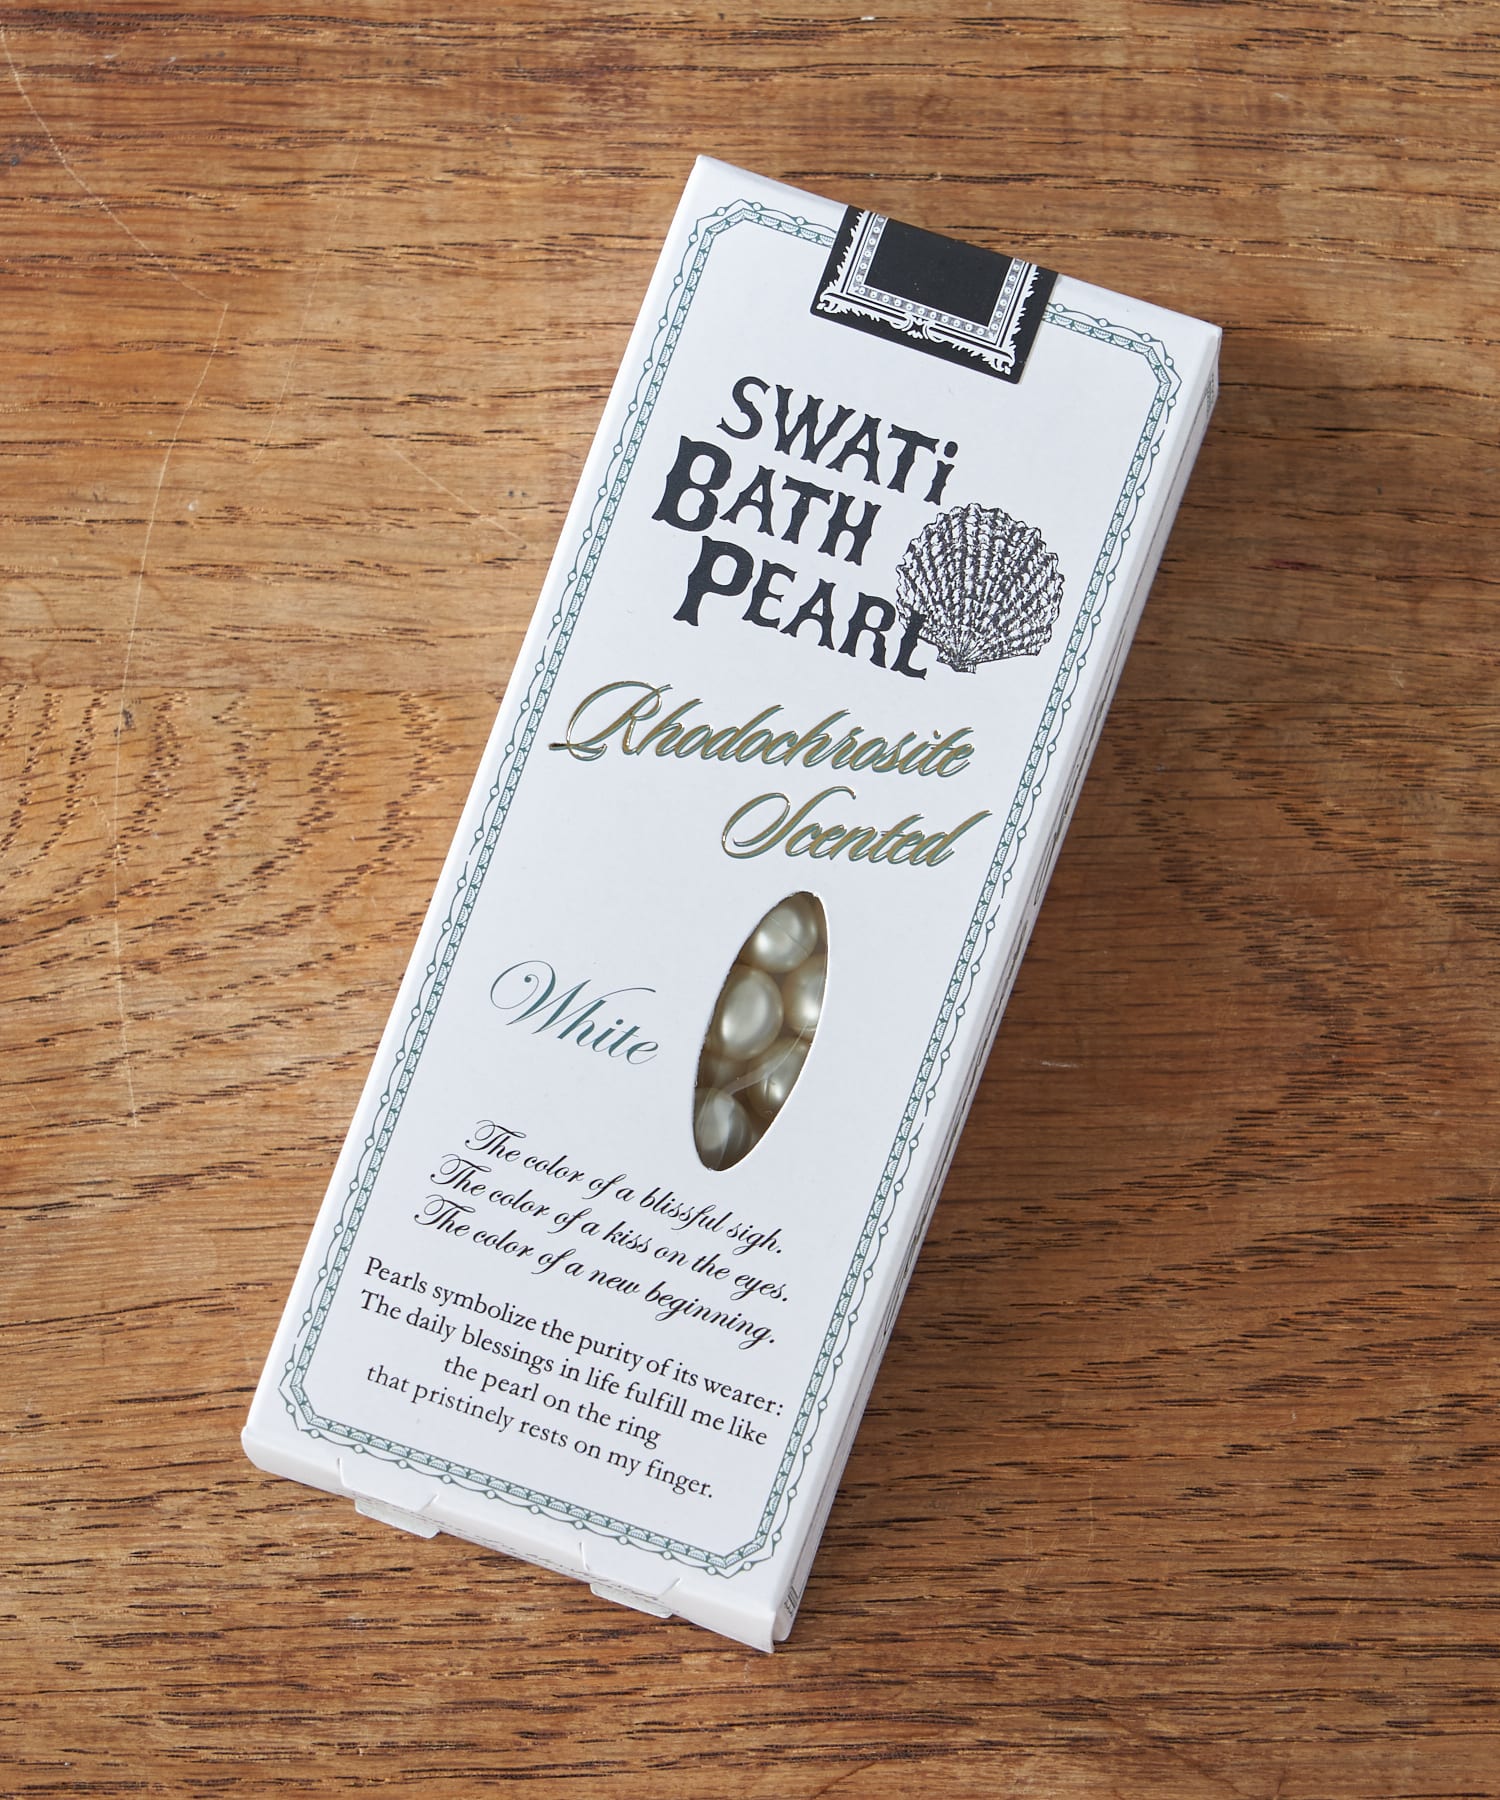 SWATi
BATH
PEARL
Rhodochrosite
Scented
White
The color of a blissful sigh.
The color of a kiss on the eyes.
The color of a new beginning.
Pearls symbolize the purity of its wearer:
The daily blessings in life fulfill me like
the pearl on the ring
that pristinely rests on my finger.